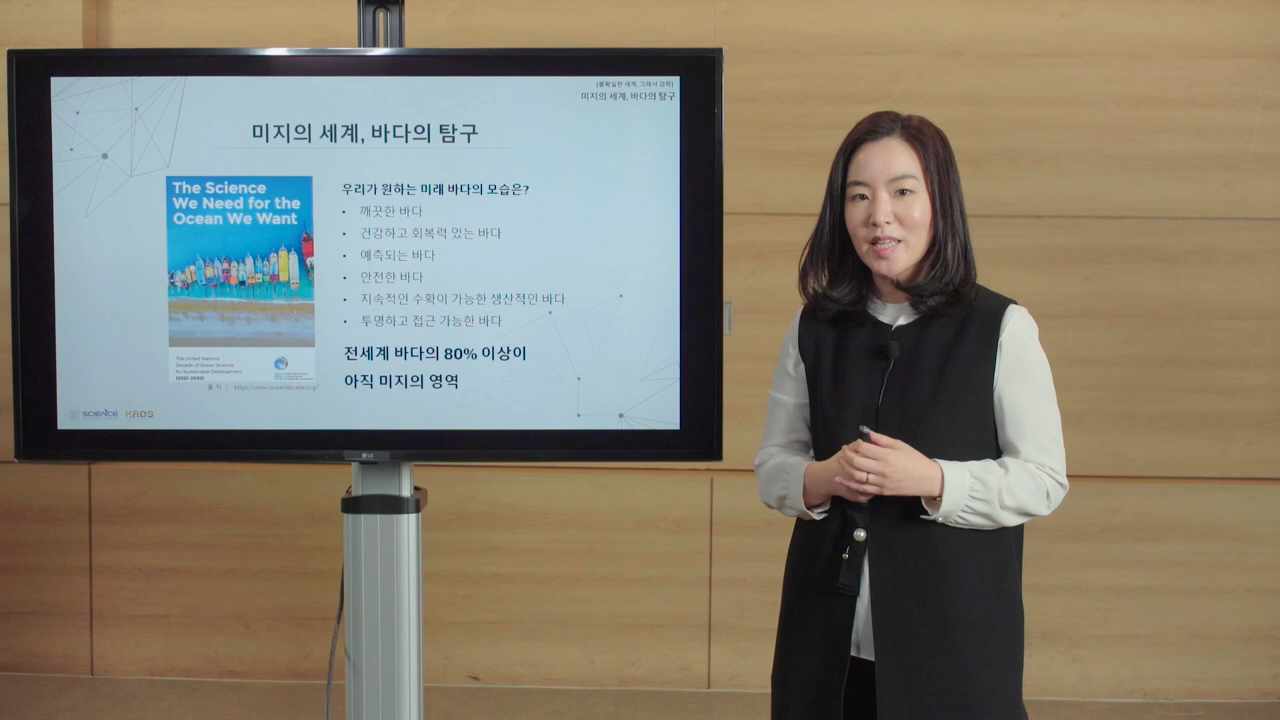 [불확실한 세계, 그래서 과학]
미지의 세계, 바다의 탐구
미지의 세계, 바다의 탐구
The Science
We Need for the
Ocean We Want
The United Nations
Decade of Ocean Science
for Sustainable Development
(2021-2030)
출처 | https://www.oceandecade.org/
우리가 원하는 미래 바다의 모습은?
• 깨끗한 바다
• 건강하고 회복력 있는 바다
• 예측되는 바다
• 안전한 바다
• 지속적인 수확이 가능한 생산적인 바다
• 투명하고 접근 가능한 바다
전세계 바다의 80% 이상이
아직 미지의 영역
SCIENCE KAOS
LG